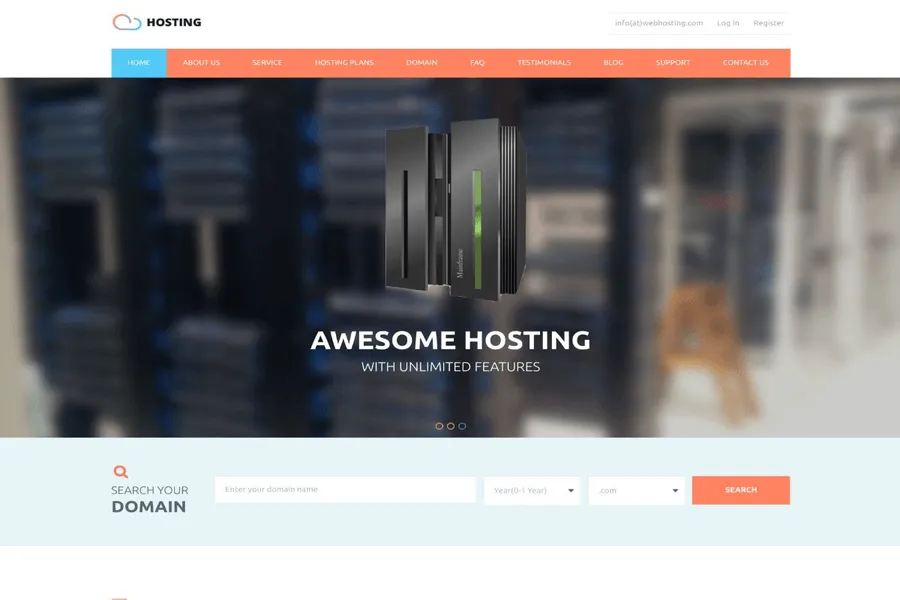 HOSTING
info(at)webhosting.com Log In Register
HOME ABOUT US SERVICE HOSTING PLANS DOMAIN FAQ TESTIMONIALS BLOG SUPPORT CONTACT US
Mainframe
AWESOME HOSTING
WITH UNLIMITED FEATURES
SEARCH YOUR
DOMAIN
Enter your domain name Year(0-1 Year) .com SEARCH